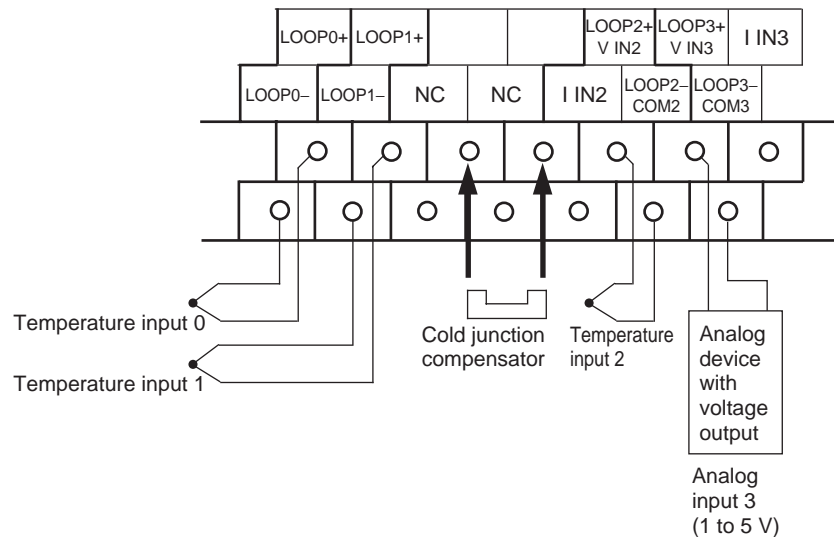 LOOP0+ LOOP1+ LOOP2+ V IN2 LOOP3+ V IN3 I IN3
LOOP0– LOOP1– NC NC I IN2 LOOP2– COM2 LOOP3– COM3
Temperature input 0
Temperature input 1
Cold junction
compensator
Temperature
input 2
Analog
device
with
voltage
output
Analog
input 3
(1 to 5 V)